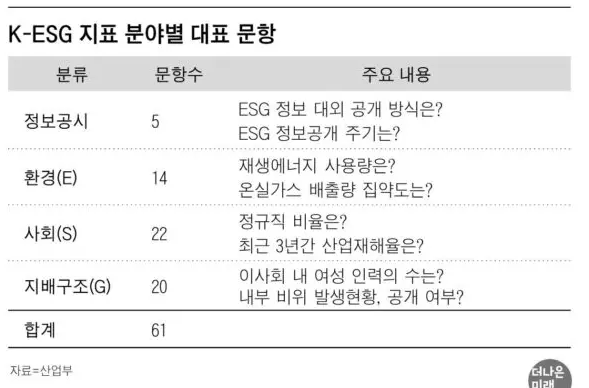 K-ESG 지표 분야별 대표 문항
분류 문항수 주요 내용
정보공시 5 ESG 정보 대외 공개 방식은?
ESG 정보공개 주기는?
환경(E) 14 재생에너지 사용량은?
온실가스 배출량 집약도는?
사회(S) 22 정규직 비율은?
최근 3년간 산업재해율은?
지배구조(G) 20 이사회 내 여성 인력의 수는?
내부 비위 발생현황, 공개 여부?
합계 61
자료=산업부
더나은
미래